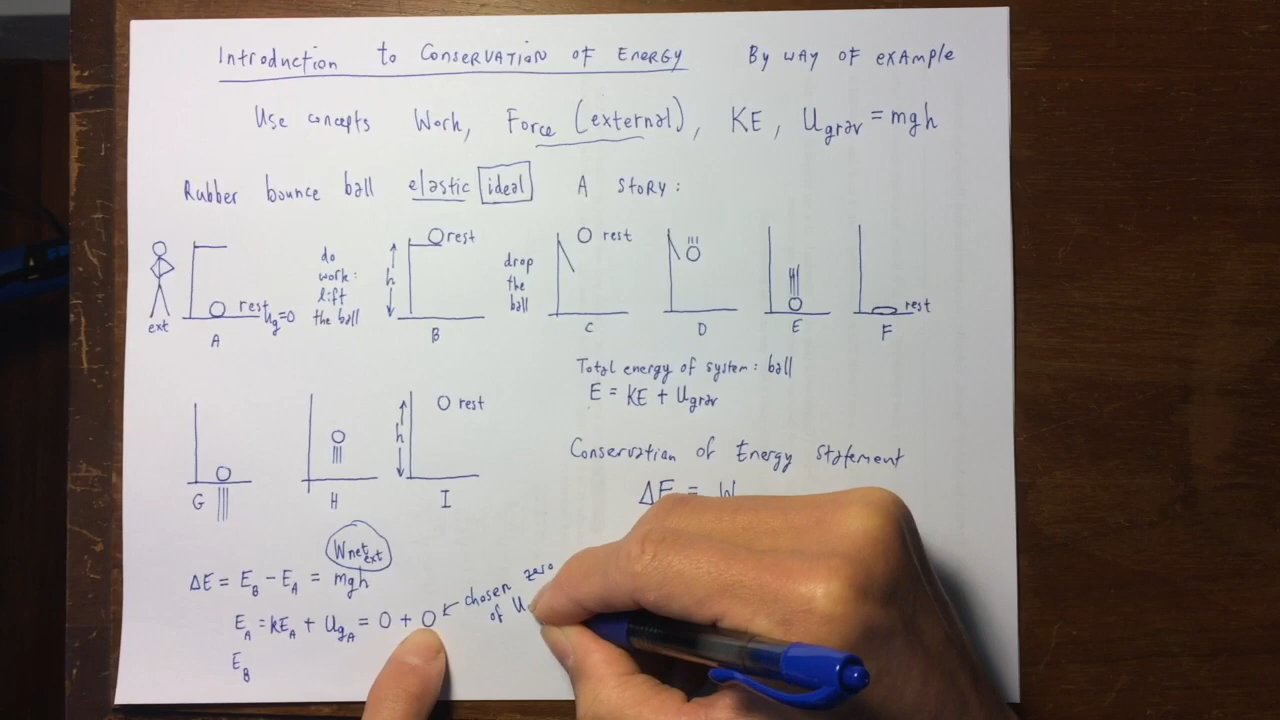 Introduction to Conservation of Energy By way of example
Use concepts Work, Force (external), KE, Ugrav = mgh
Rubber bounce ball elastic ideal A story:
ext
rest
Ug=0
A
do
work:
lift
the ball
h
rest
B
drop
the
ball
rest
C
D
E
rest
F
Total energy of system: ball
E = KE + Ugrav
G
H
h
rest
I
Conservation of Energy Statement
ΔE = W
Wnet ext
ΔE = EB - EA = mgh
EA = KEA + UgA = 0 + 0 ← chosen zero
of U
EB